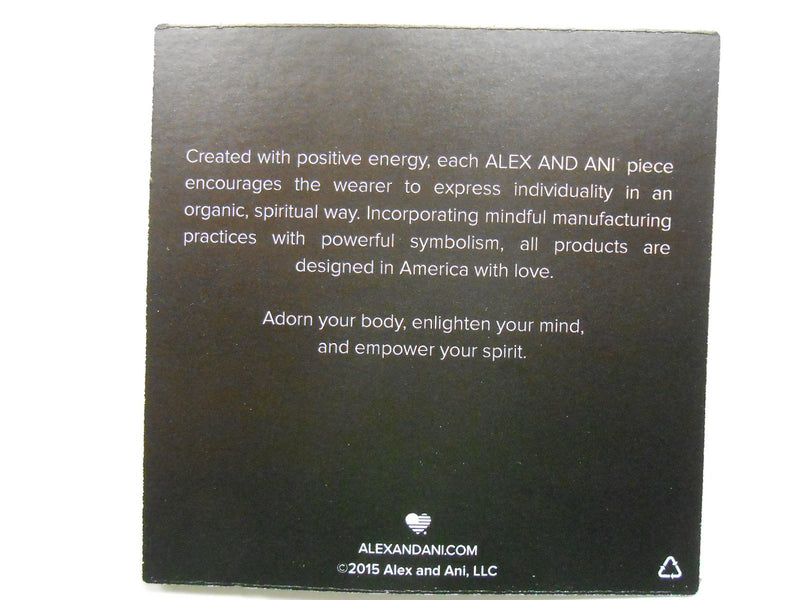 Created with positive energy, each ALEX AND ANI® piece
encourages the wearer to express individuality in an
organic, spiritual way. Incorporating mindful manufacturing
practices with powerful symbolism, all products are
designed in America with love.
Adorn your body, enlighten your mind,
and empower your spirit.
ALEXANDANI.COM
©2015 Alex and Ani, LLC